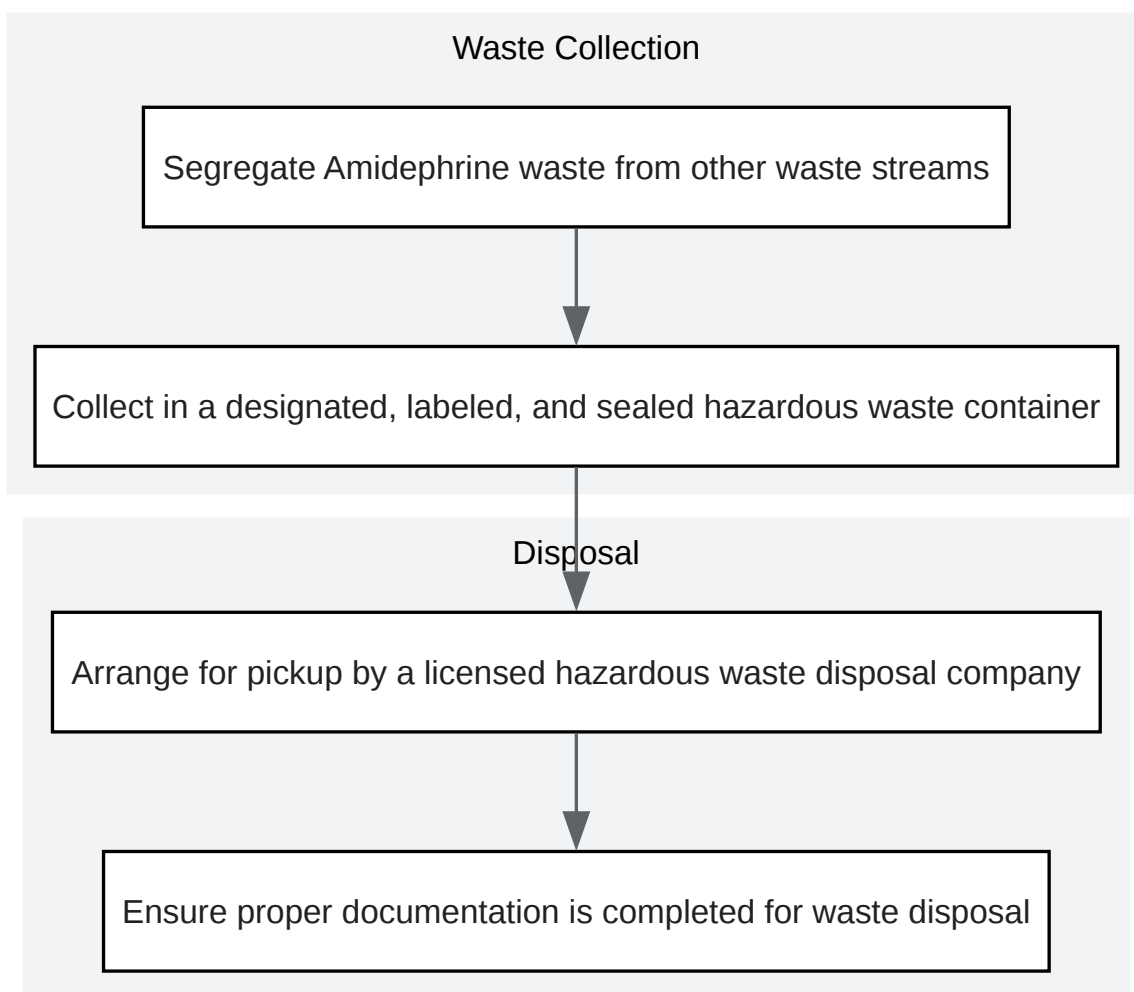 Waste Collection
Segregate Amidephrine waste from other waste streams
Collect in a designated, labeled, and sealed hazardous waste container
Disposal
Arrange for pickup by a licensed hazardous waste disposal company
Ensure proper documentation is completed for waste disposal